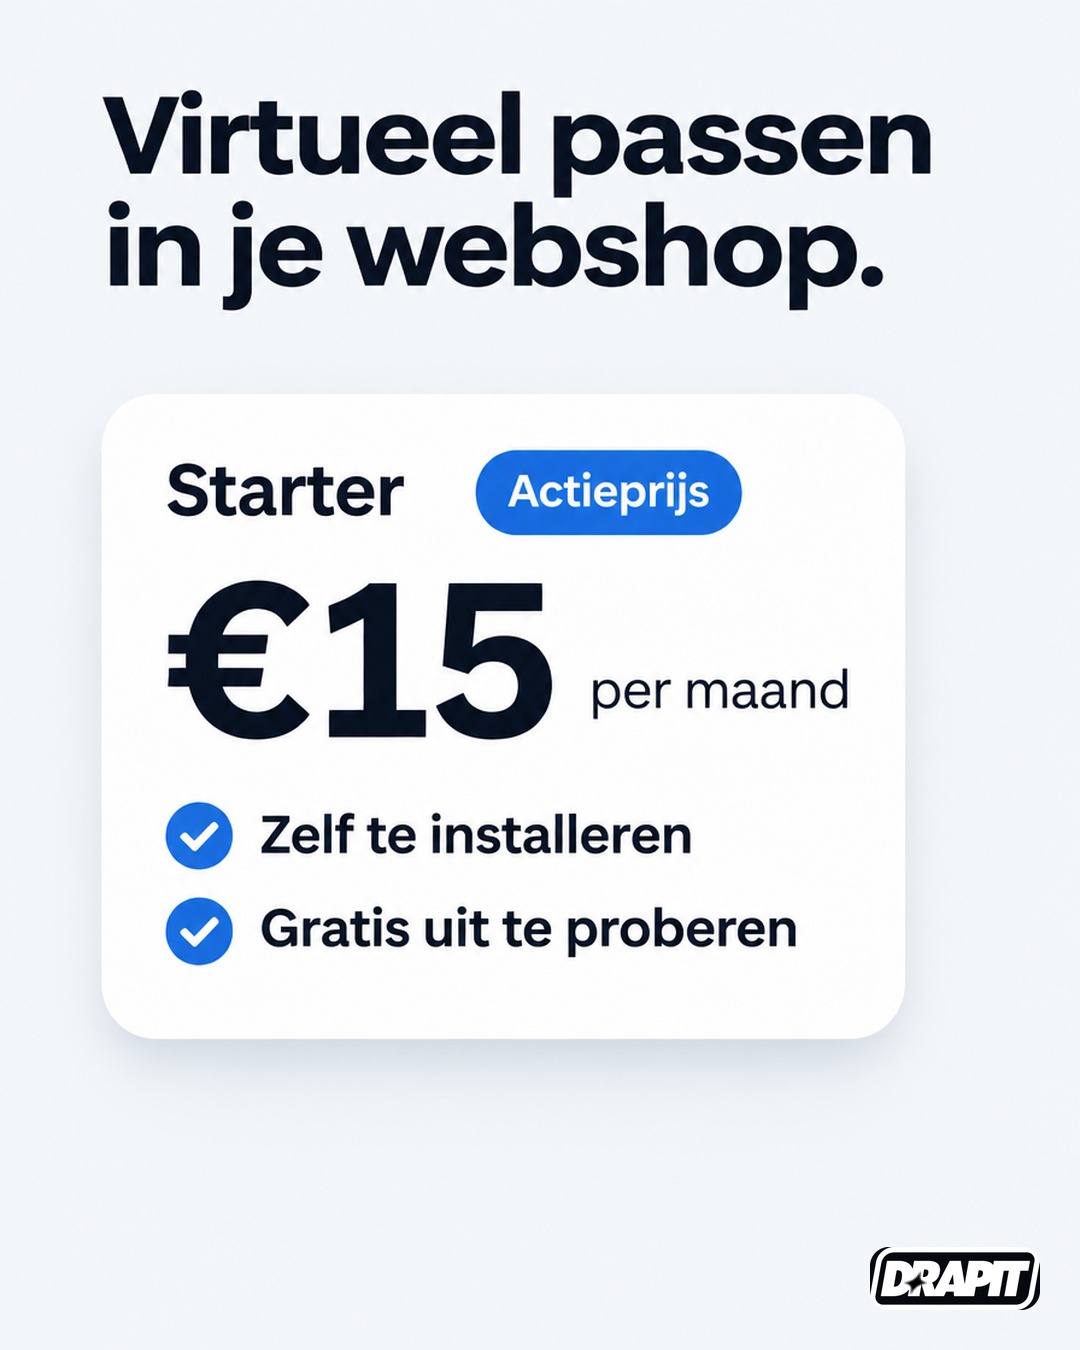 Virtueel passen
in je webshop.
Starter
Actieprijs
€15 per maand
Zelf te installeren
Gratis uit te proberen
DRAPIT